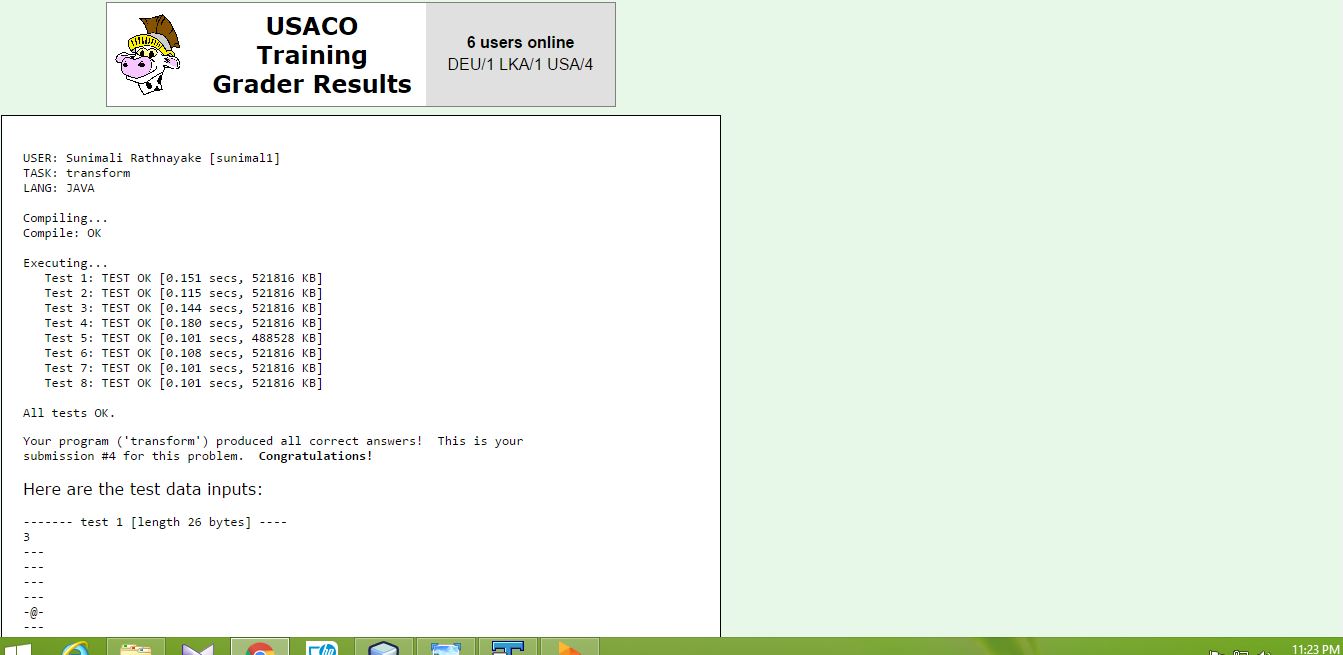 USACO
Training
Grader Results
6 users online
DEU/1 LKA/1 USA/4
USER: Sunimali Rathnayake [sunimal1]
TASK: transform
LANG: JAVA
Compiling...
Compile: OK
Executing...
Test 1: TEST OK [0.151 secs, 521816 KB]
Test 2: TEST OK [0.115 secs, 521816 KB]
Test 3: TEST OK [0.144 secs, 521816 KB]
Test 4: TEST OK [0.180 secs, 521816 KB]
Test 5: TEST OK [0.101 secs, 488528 KB]
Test 6: TEST OK [0.108 secs, 521816 KB]
Test 7: TEST OK [0.101 secs, 521816 KB]
Test 8: TEST OK [0.101 secs, 521816 KB]
All tests OK.
Your program ('transform') produced all correct answers!  This is your
submission #4 for this problem.  Congratulations!
Here are the test data inputs:
------- test 1 [length 26 bytes] ----
3
---
---
---
---
-@-
---
hp
11:23 PM